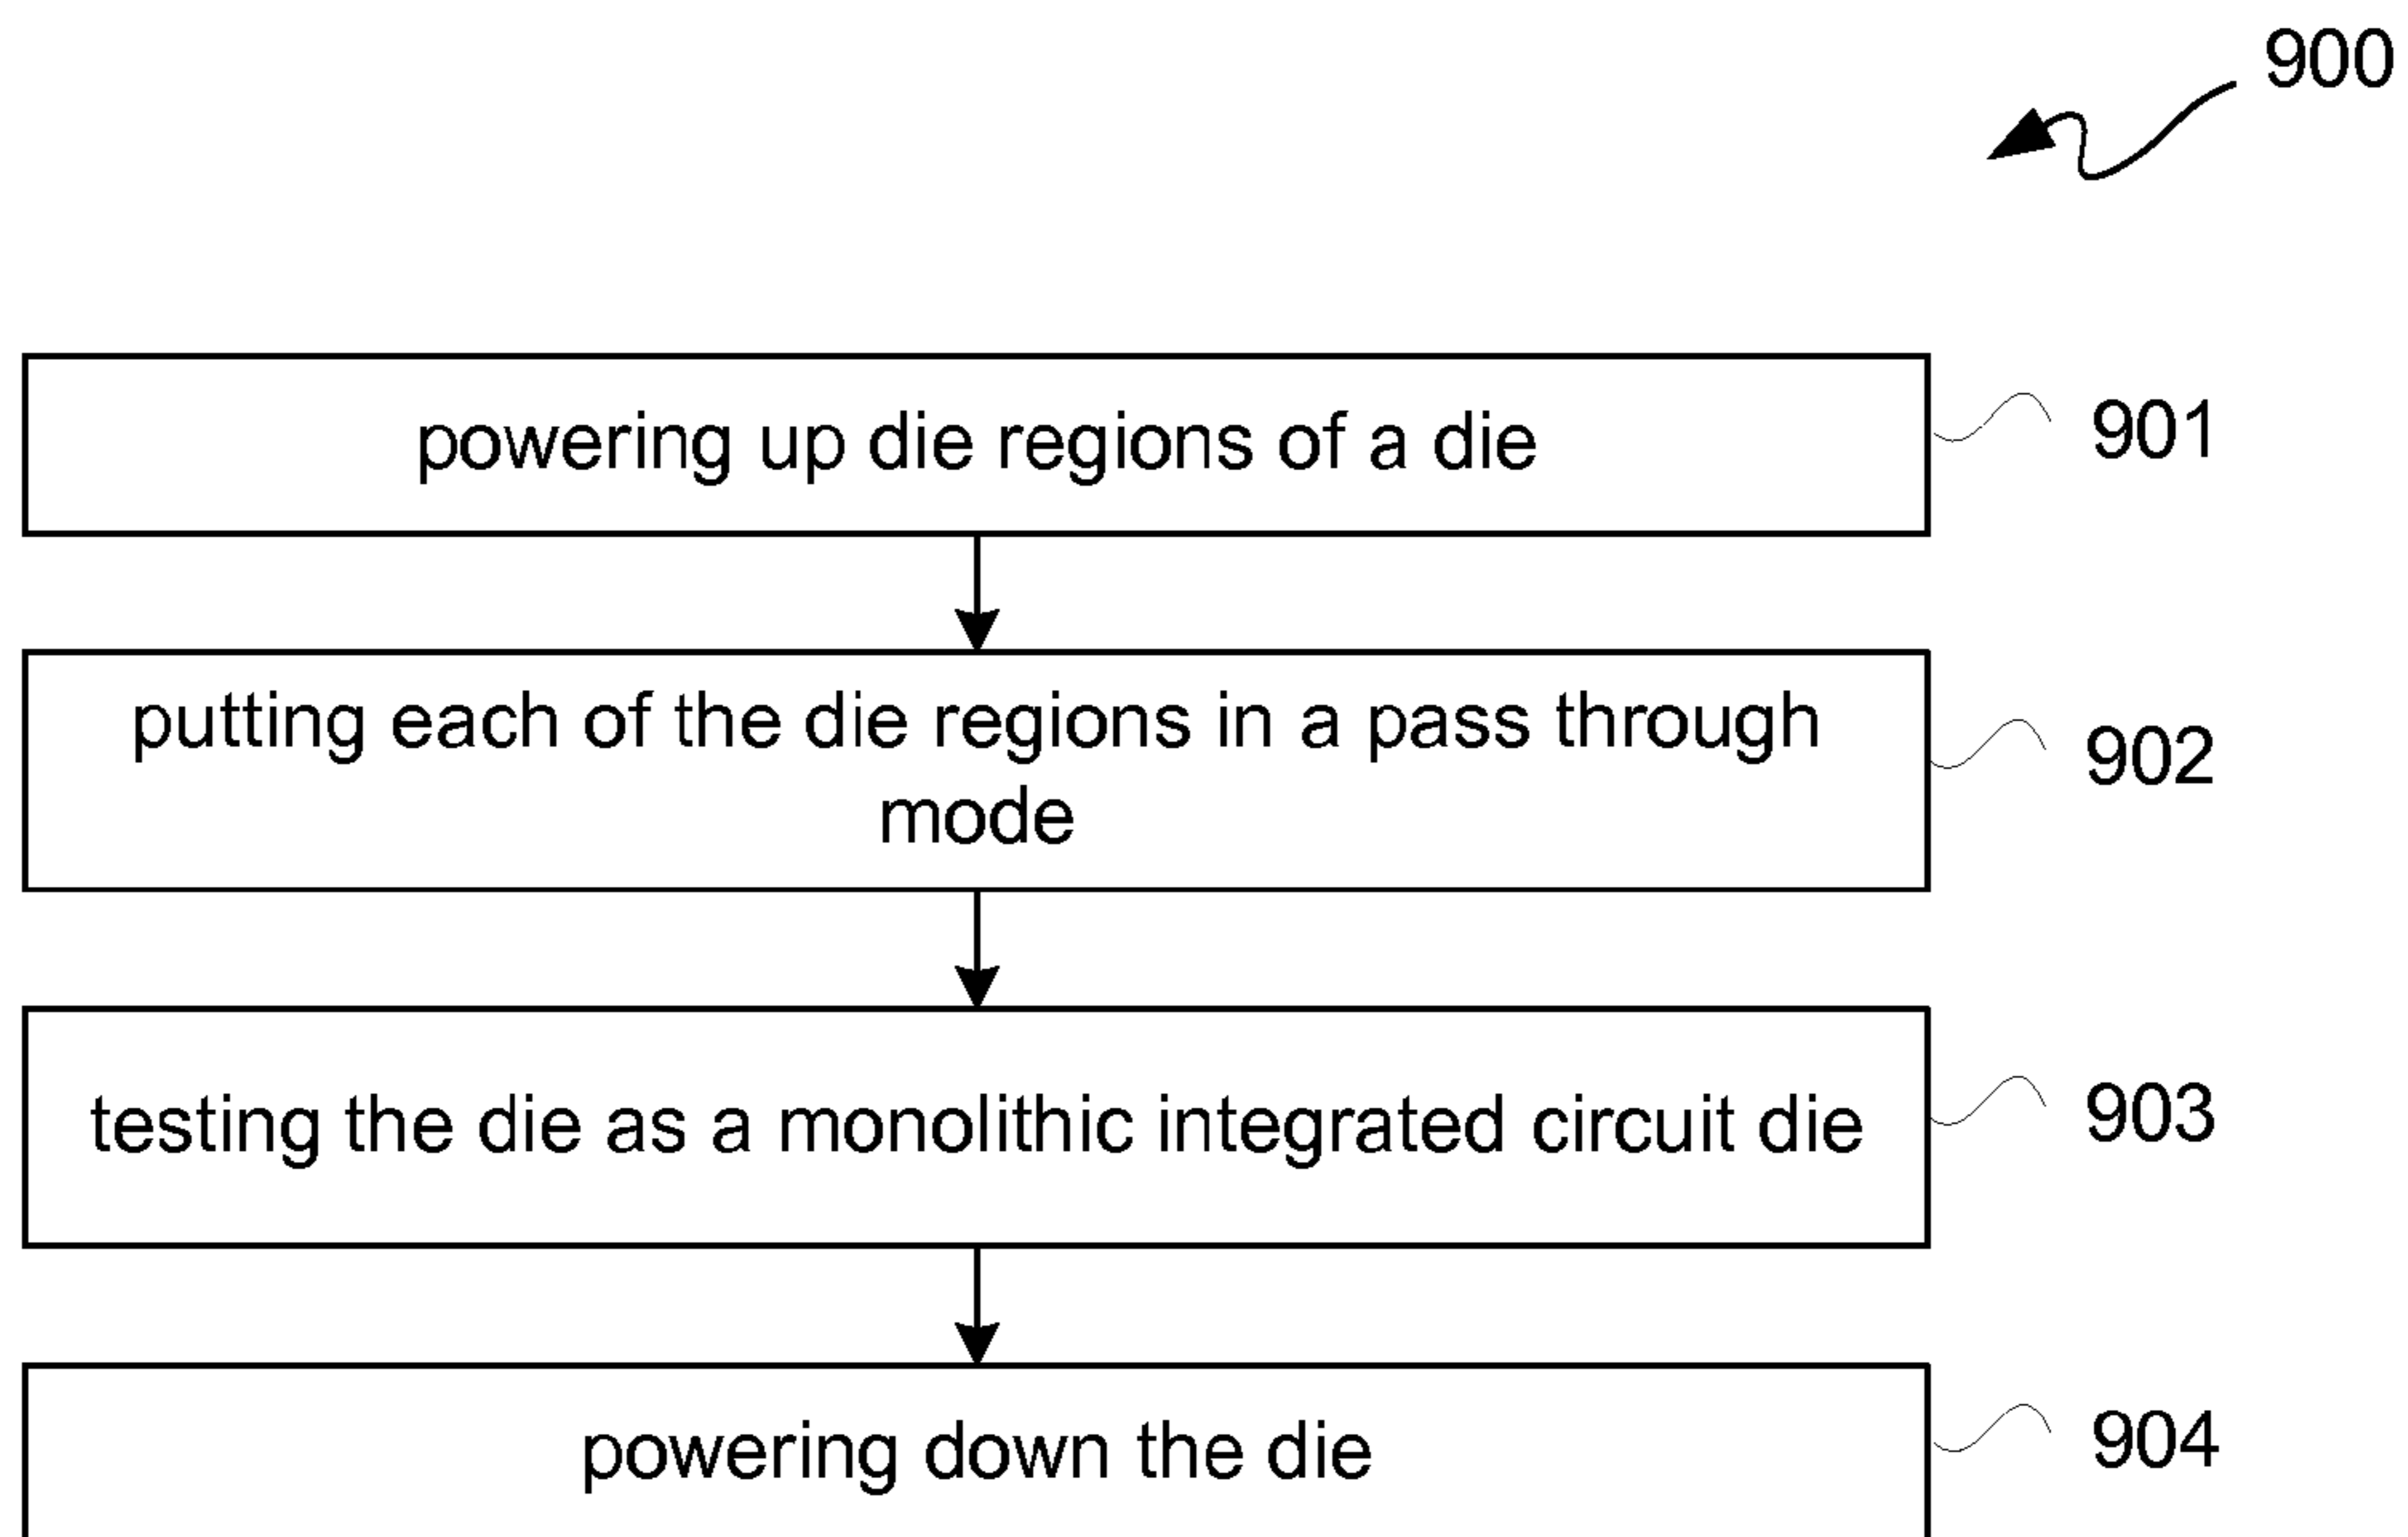 900
powering up die regions of a die
901
putting each of the die regions in a pass through
mode
902
testing the die as a monolithic integrated circuit die
903
powering down the die
904